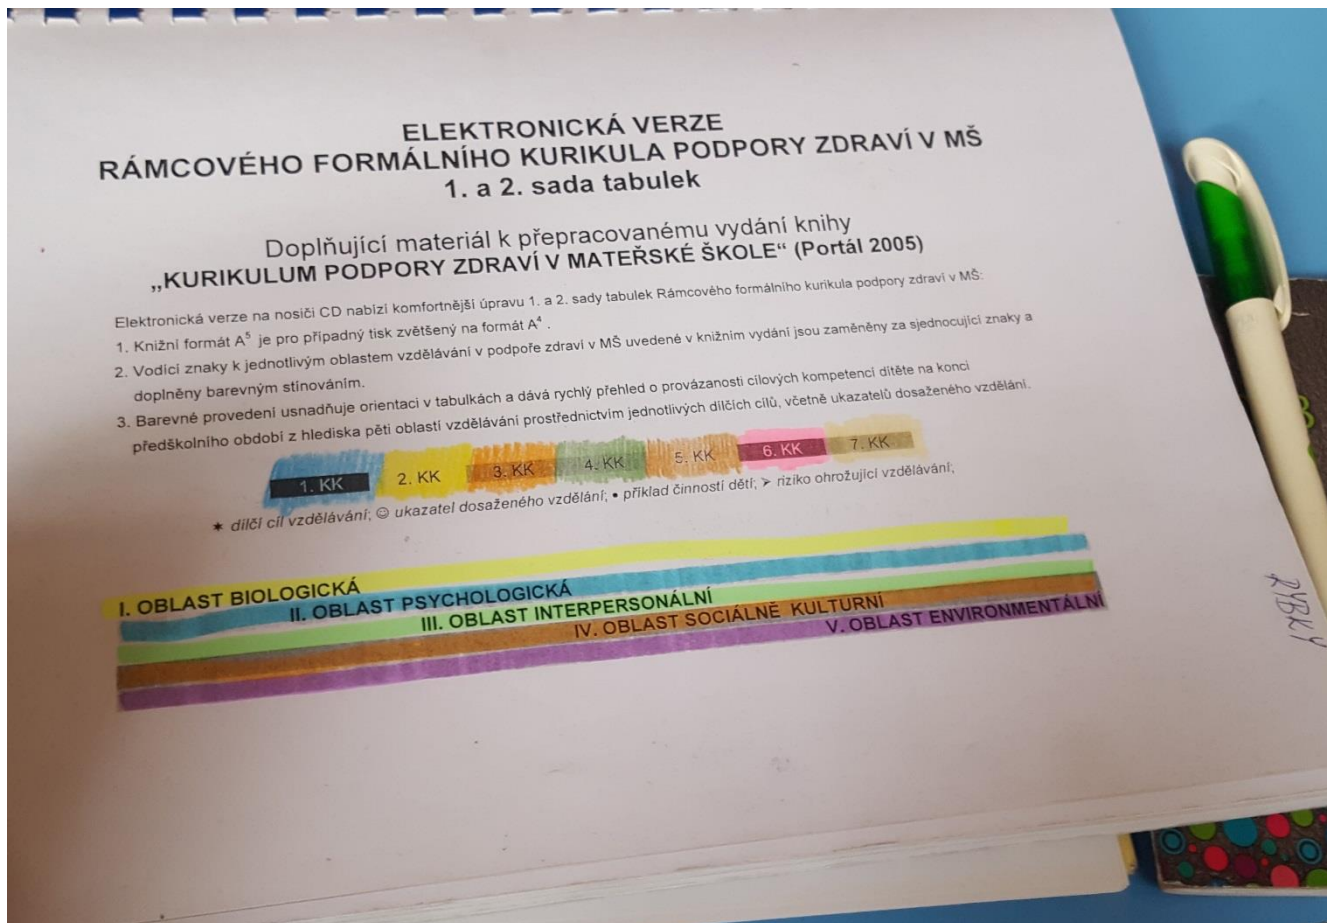 ELEKTRONICKÁ VERZE
RÁMCOVÉHO FORMÁLNÍHO KURIKULA PODPORY ZDRAVÍ V MŠ
1. a 2. sada tabulek
Doplňující materiál k přepracovanému vydání knihy
„KURIKULUM PODPORY ZDRAVÍ V MATEŘSKÉ ŠKOLE“ (Portál 2005)
Elektronická verze na nosiči CD nabízí komfortnější úpravu 1. a 2. sady tabulek Rámcového formálního kurikula podpory zdraví v MŠ:
1. Knižní formát A⁵ je pro případný tisk zvětšený na formát A⁴ .
2. Vodící znaky k jednotlivým oblastem vzdělávání v podpoře zdraví v MŠ uvedené v knižním vydání jsou zaměněny za sjednocující znaky a
doplněny barevným stínováním.
3. Barevné provedení usnadňuje orientaci v tabulkách a dává rychlý přehled o provázanosti cílových kompetencí dítěte na konci
předškolního období z hlediska pěti oblastí vzdělávání prostřednictvím jednotlivých dílčích cílů, včetně ukazatelů dosaženého vzdělání.
1. KK 2. KK 3. KK 4. KK 5. KK 6. KK 7. KK
✶ dílčí cíl vzdělávání; ☺ ukazatel dosaženého vzdělání; • příklad činností dětí; ➢ riziko ohrožující vzdělávání;
I. OBLAST BIOLOGICKÁ
II. OBLAST PSYCHOLOGICKÁ
III. OBLAST INTERPERSONÁLNÍ
IV. OBLAST SOCIÁLNĚ KULTURNÍ
V. OBLAST ENVIRONMENTÁLNÍ
RYBKY